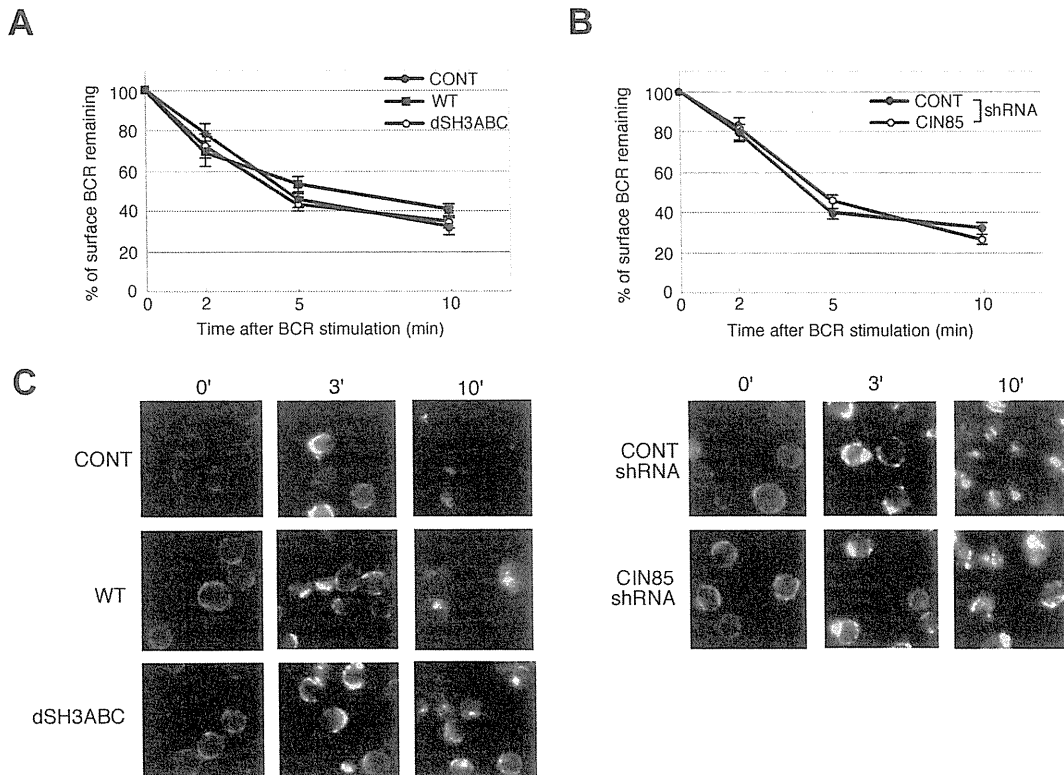 A
% of surface BCR remaining
100
80
60
40
20
0
CONT
WT
dSH3ABC
0
2
5
10
Time after BCR stimulation (min)
B
% of surface BCR remaining
100
80
60
40
20
0
CONT
CIN85
shRNA
0
2
5
10
Time after BCR stimulation (min)
C
0'
3'
10'
CONT
WT
dSH3ABC
0'
3'
10'
CONT
shRNA
CIN85
shRNA